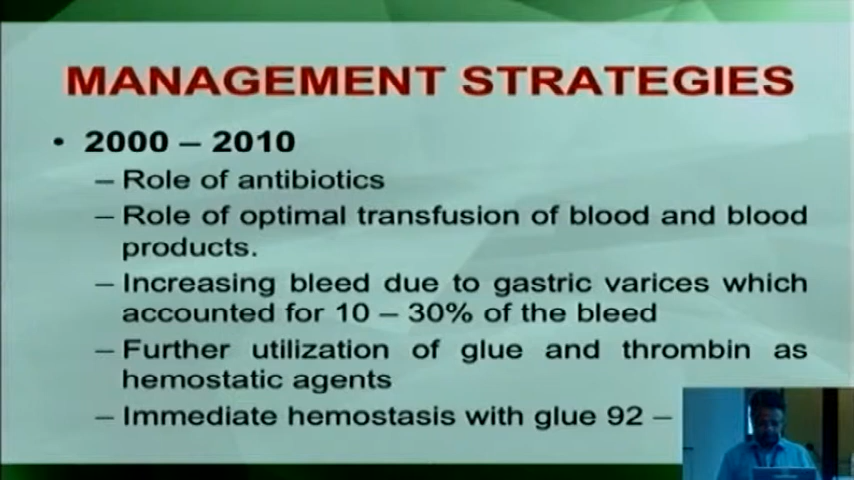 MANAGEMENT STRATEGIES
• 2000 – 2010
– Role of antibiotics
– Role of optimal transfusion of blood and blood
products.
– Increasing bleed due to gastric varices which
accounted for 10 – 30% of the bleed
– Further utilization of glue and thrombin as
hemostatic agents
– Immediate hemostasis with glue 92 –